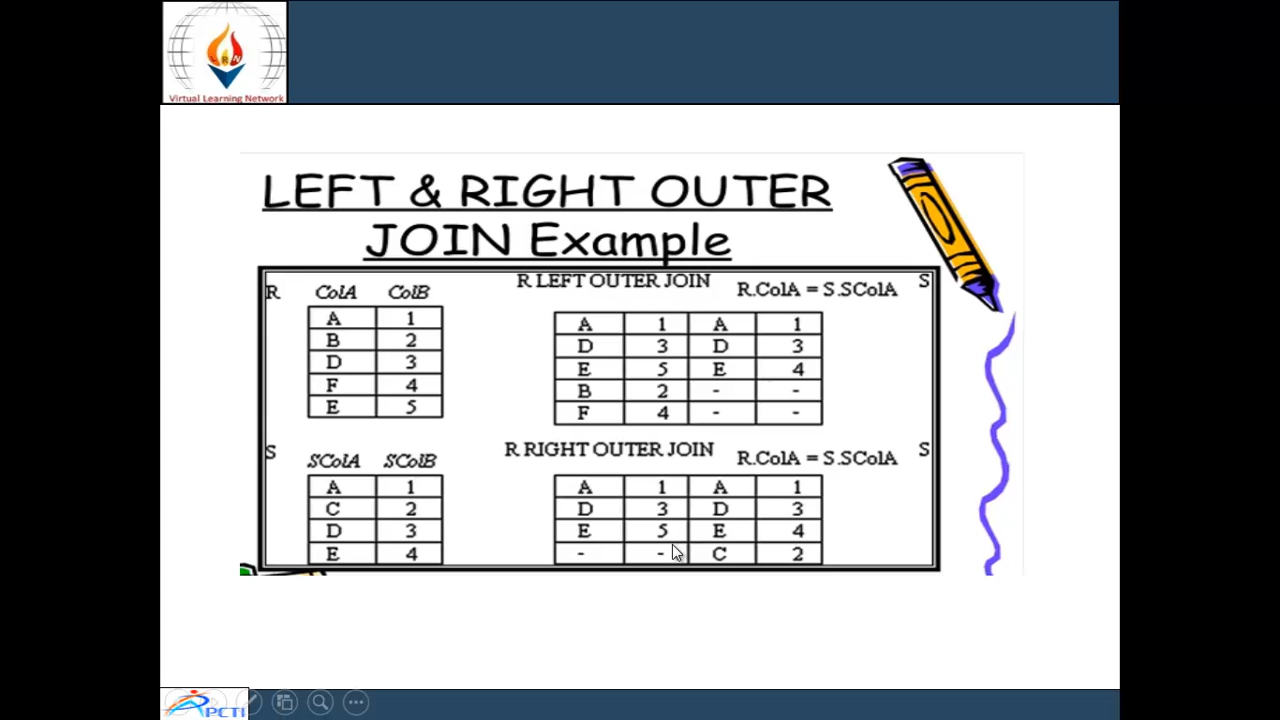 LRN
Virtual Learning Network
LEFT & RIGHT OUTER
JOIN Example
R ColA ColB
A 1
B 2
D 3
F 4
E 5
R LEFT OUTER JOIN R.ColA = S.SColA S
A 1 A 1
D 3 D 3
E 5 E 4
B 2 - -
F 4 - -
S SColA SColB
A 1
C 2
D 3
E 4
R RIGHT OUTER JOIN R.ColA = S.SColA S
A 1 A 1
D 3 D 3
E 5 E 4
- - C 2
PCTI